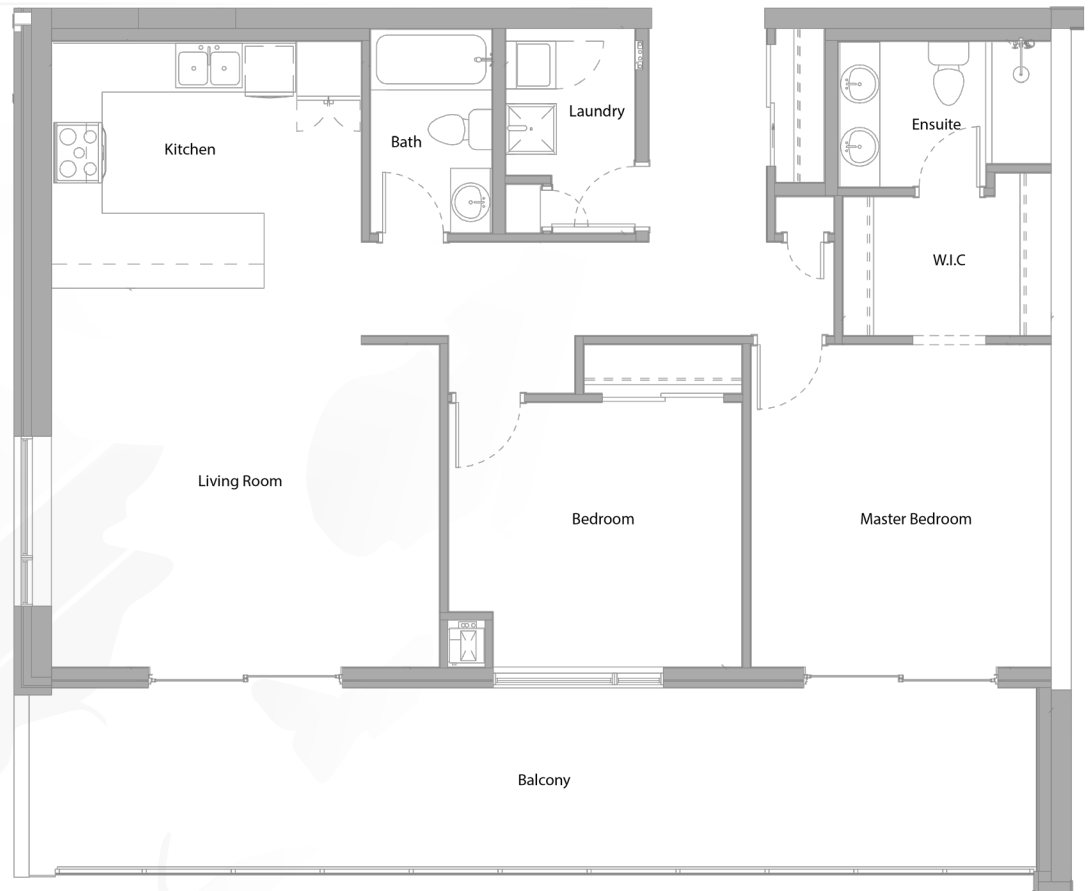 Kitchen
Bath
Laundry
Ensuite
W.I.C
Living Room
Bedroom
Master Bedroom
Balcony